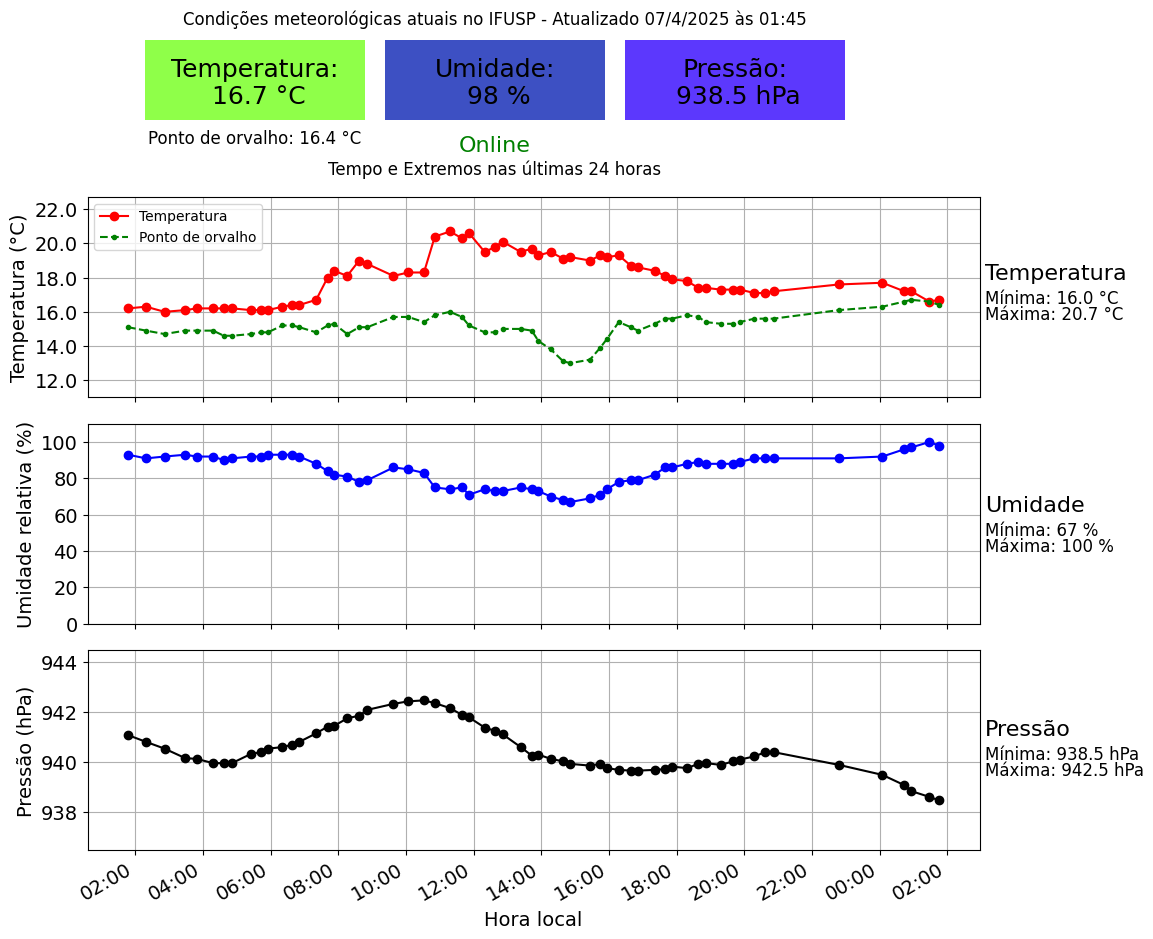 Condições meteorológicas atuais no IFUSP - Atualizado 07/4/2025 às 01:45
Temperatura:
16.7 °C
Umidade:
98 %
Pressão:
938.5 hPa
Ponto de orvalho: 16.4 °C
Online
Tempo e Extremos nas últimas 24 horas
Temperatura (°C)
22.0
20.0
18.0
16.0
14.0
12.0
Temperatura
Ponto de orvalho
Temperatura
Mínima: 16.0 °C
Máxima: 20.7 °C
Umidade relativa (%)
100
80
60
40
20
0
Umidade
Mínima: 67 %
Máxima: 100 %
Pressão (hPa)
944
942
940
938
Pressão
Mínima: 938.5 hPa
Máxima: 942.5 hPa
02:00 04:00 06:00 08:00 10:00 12:00 14:00 16:00 18:00 20:00 22:00 00:00 02:00
Hora local